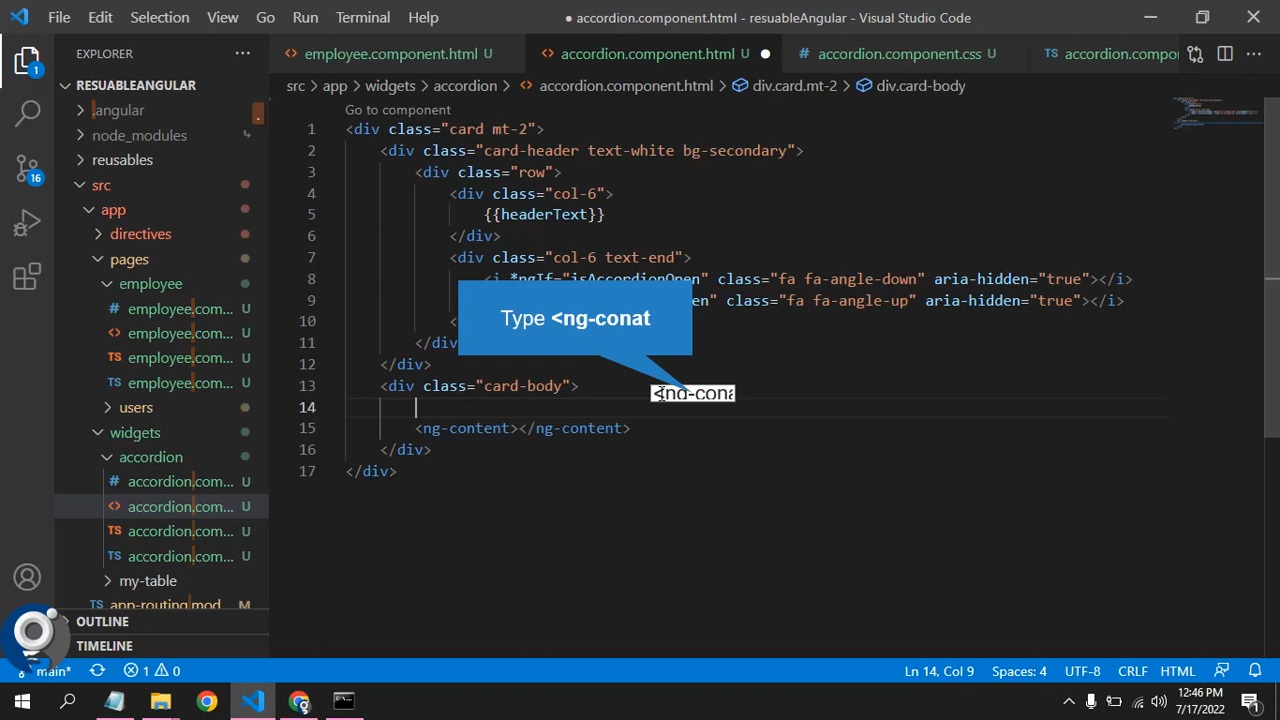 File Edit Selection View Go Run Terminal Help
● accordion.component.html - resuableAngular - Visual Studio Code
EXPLORER
employee.component.html U
accordion.component.html U
accordion.component.css U
accordion.compo
src > app > widgets > accordion > accordion.component.html > div.card.mt-2 > div.card-body
RESUABLEANGULAR
.angular
node_modules
reusables
src
app
directives
pages
employee
employee.com... U
employee.com... U
employee.com... U
employee.com... U
users
widgets
accordion
accordion.com... U
accordion.com... U
accordion.com... U
accordion.com... U
my-table
app-routing.mod M
OUTLINE
TIMELINE
Go to component
1 <div class="card mt-2">
2 <div class="card-header text-white bg-secondary">
3 <div class="row">
4 <div class="col-6">
5 {{headerText}}
6 </div>
7 <div class="col-6 text-end">
8 <i *ngIf="isAccordionOpen" class="fa fa-angle-down" aria-hidden="true"></i>
9 en" class="fa fa-angle-up" aria-hidden="true"></i>
10 <
11 </div
12 </div>
13 <div class="card-body">
14
15 <ng-content></ng-content>
16 </div>
17 </div>
Type <ng-conat
<ng-cona
1
16
main* 1 0
Ln 14, Col 9 Spaces: 4 UTF-8 CRLF HTML
12:46 PM
7/17/2022
1